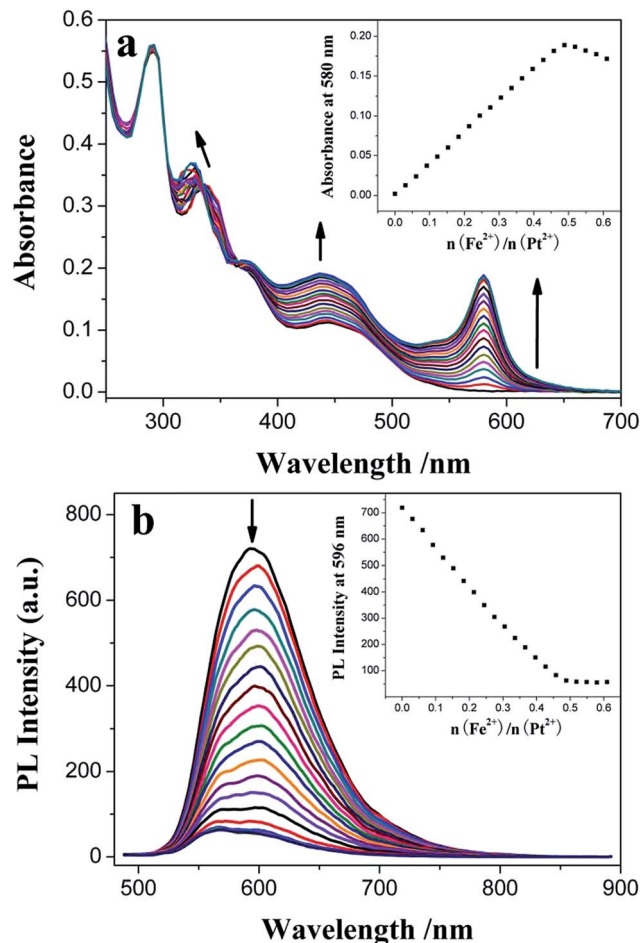 a
Absorbance
0.6
0.5
0.4
0.3
0.2
0.1
0.0
300 400 500 600 700
Wavelength /nm
Absorbance at 580 nm
0.20
0.15
0.10
0.05
0.00
0.0 0.1 0.2 0.3 0.4 0.5 0.6
n(Fe²⁺)/n(Pt²⁺)
b
PL Intensity (a.u.)
800
600
400
200
0
500 600 700 800 900
Wavelength /nm
PL Intensity at 596 nm
700
600
500
400
300
200
100
0.0 0.1 0.2 0.3 0.4 0.5 0.6
n(Fe²⁺)/n(Pt²⁺)